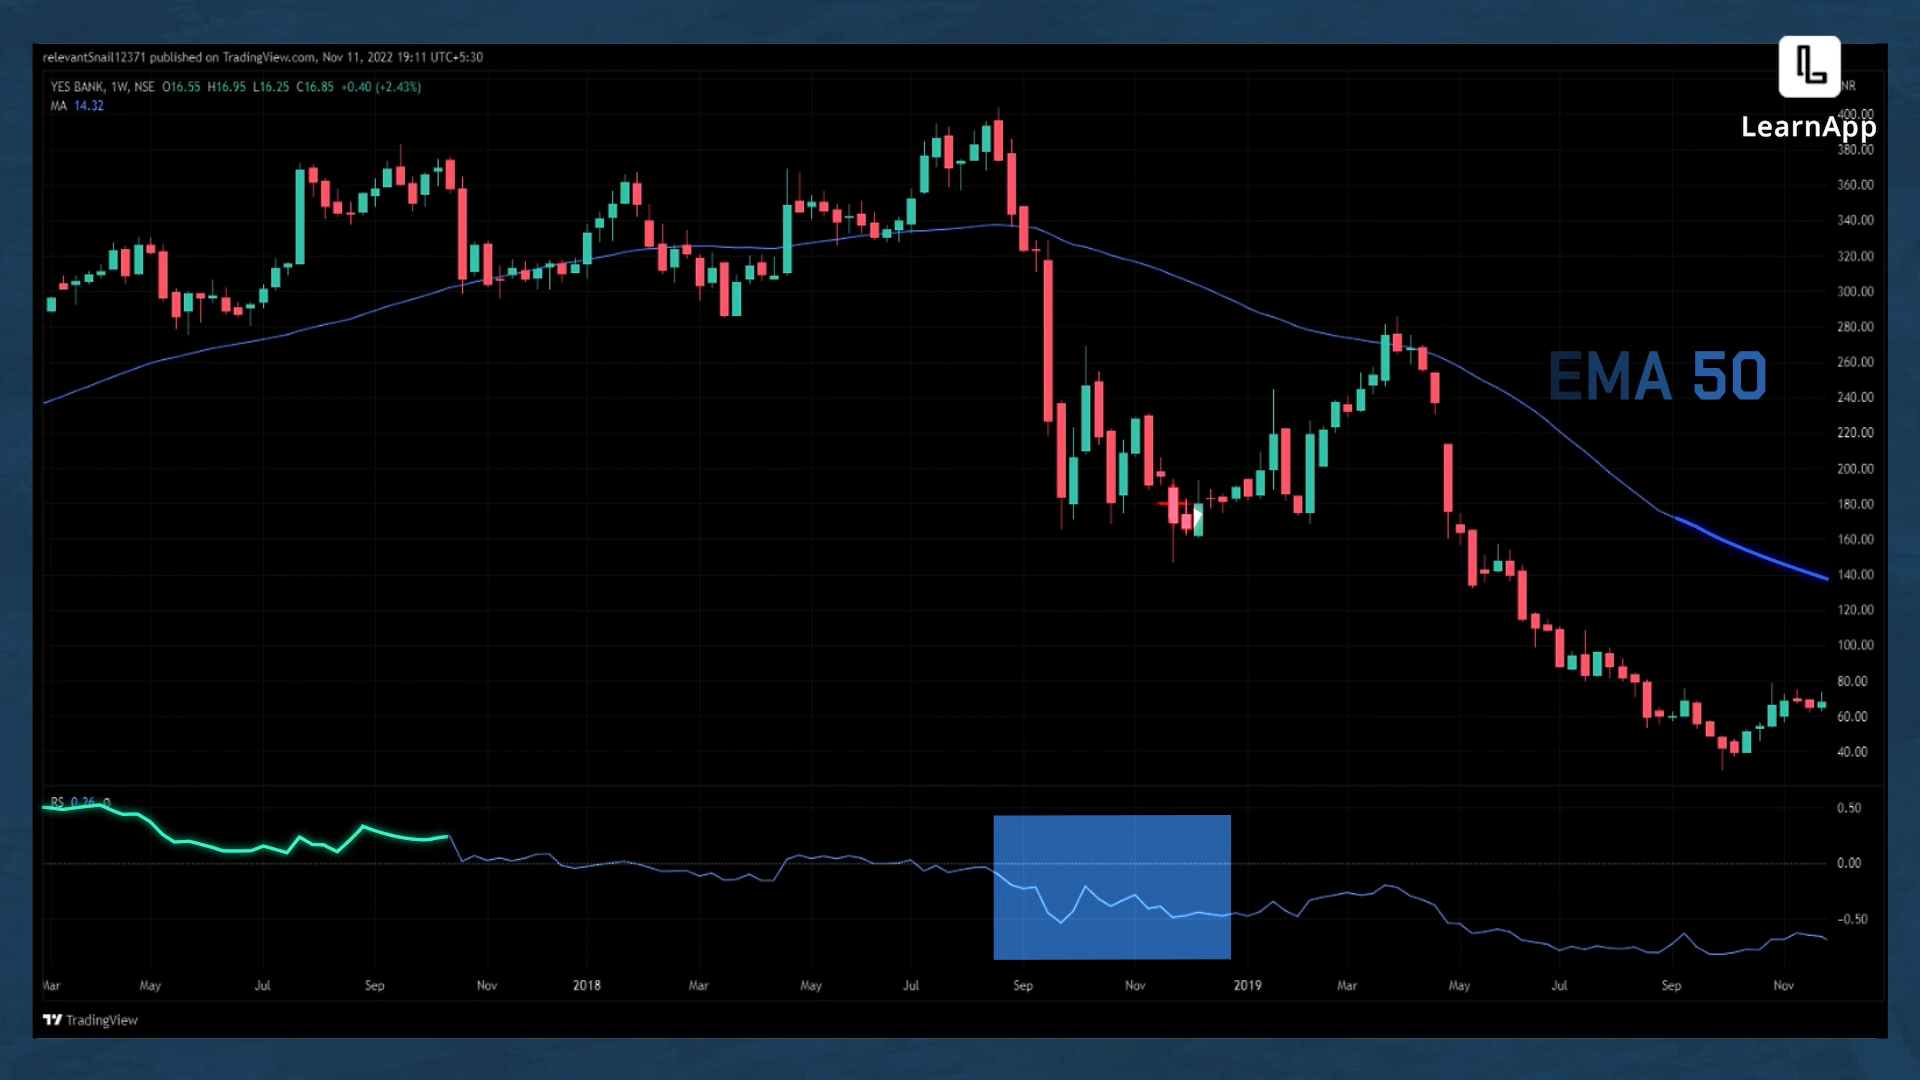 relevantSnail12371 published on TradingView.com, Nov 11, 2022 19:11 UTC+5:30
YES BANK, 1W, NSE O16.55 H16.95 L16.25 C16.85 +0.40 (+2.43%)
MA 14.32
NR
LearnApp
400.00
380.00
360.00
340.00
320.00
300.00
280.00
260.00
EMA 50
240.00
220.00
200.00
180.00
160.00
140.00
120.00
100.00
80.00
60.00
40.00
RS 0.26
0.50
0.00
-0.50
Mar May Jul Sep Nov 2018 Mar May Jul Sep Nov 2019 Mar May Jul Sep Nov
TradingView